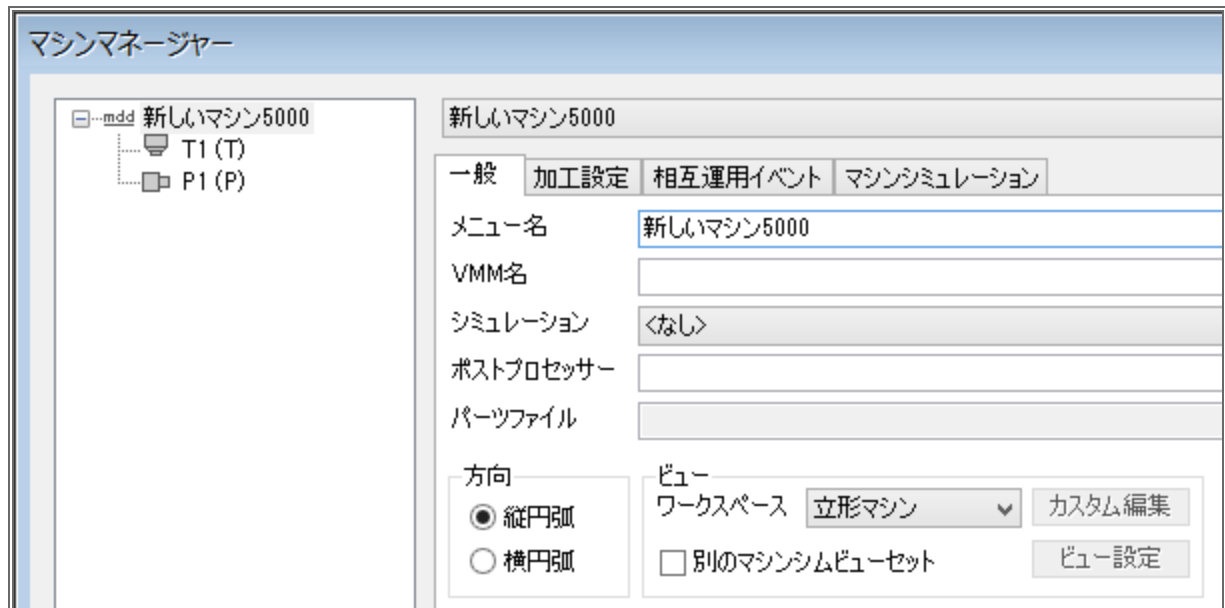 マシンマネージャー
mdd 新しいマシン5000
T1 (T)
P1 (P)
新しいマシン5000
一般 加工設定 相互運用イベント マシンシミュレーション
メニュー名 新しいマシン5000
VMM名
シミュレーション <なし>
ポストプロセッサー
パーツファイル
方向 ビュー
縦円弧 ワークスペース 立形マシン カスタム編集
横円弧 別のマシンシムビューセット ビュー設定